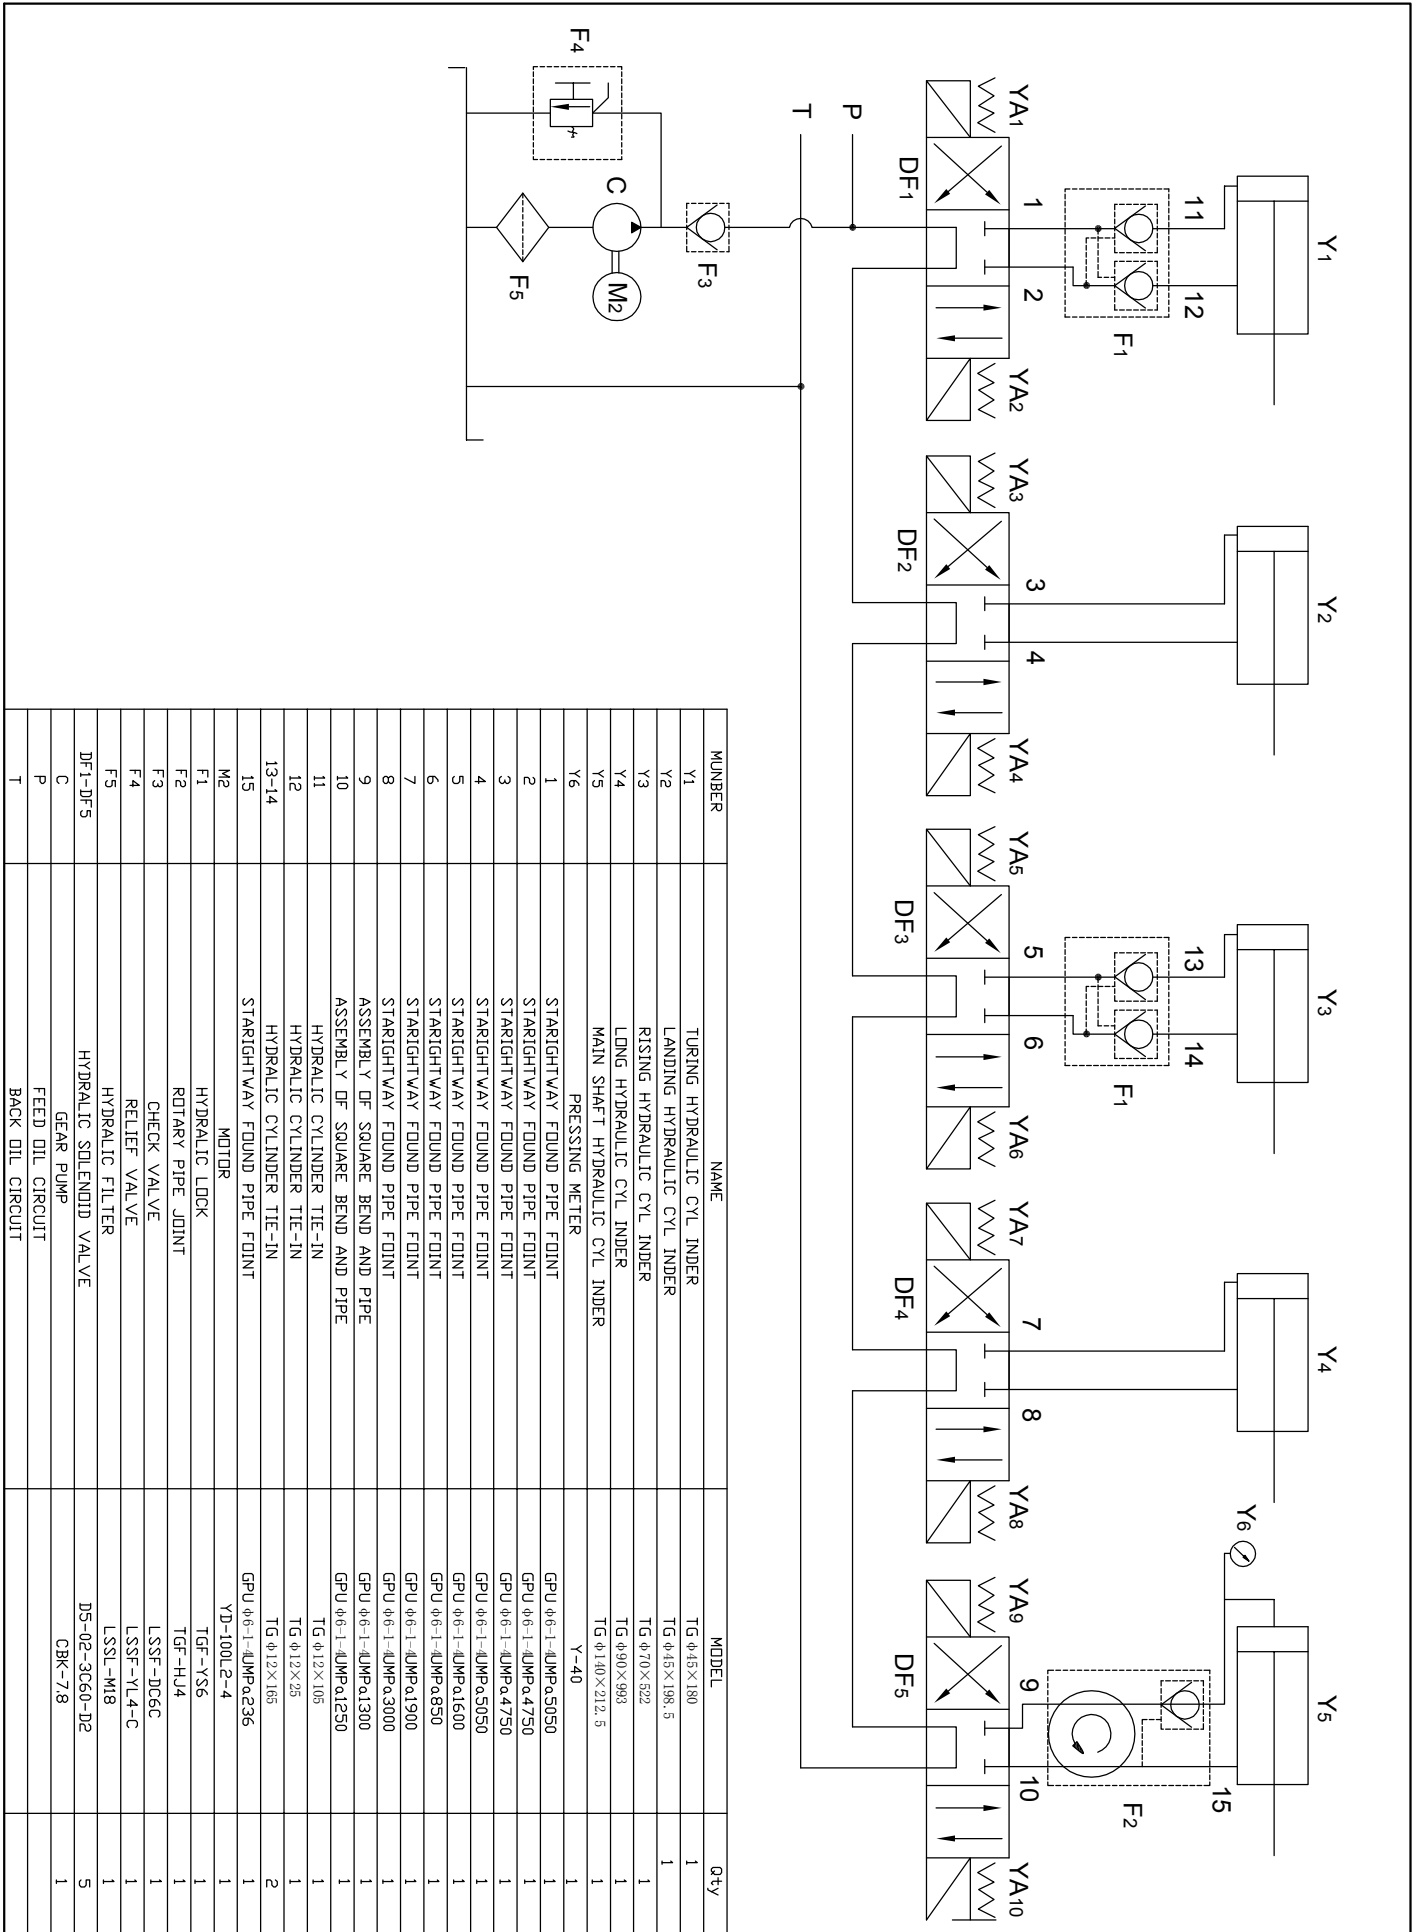 Y1
Y2
Y3
Y4
Y5
Y6
11
12
F1
13
14
F1
15
F2
YA1
1
2
YA2
YA3
3
4
YA4
YA5
5
6
YA6
YA7
7
8
YA8
YA9
9
10
YA10
DF1
DF2
DF3
DF4
DF5
P
T
F4
C
F3
M2
F5
MUNBER NAME MODEL Qty
Y1 TURING HYDRAULIC CYL INDER TG ϕ45×180 1
Y2 LANDING HYDRAULIC CYL INDER TG ϕ45×198.5 1
Y3 RISING HYDRAULIC CYL INDER TG ϕ70×522 1
Y4 LONG HYDRAULIC CYL INDER TG ϕ90×993 1
Y5 MAIN SHAFT HYDRAULIC CYL INDER TG ϕ140×212.5 1
Y6 PRESSING METER Y-40 1
1 STARIGHTWAY FOUND PIPE FOINT GPU ϕ6-1-4UMPa5050 1
2 STARIGHTWAY FOUND PIPE FOINT GPU ϕ6-1-4UMPa4750 1
3 STARIGHTWAY FOUND PIPE FOINT GPU ϕ6-1-4UMPa4750 1
4 STARIGHTWAY FOUND PIPE FOINT GPU ϕ6-1-4UMPa5050 1
5 STARIGHTWAY FOUND PIPE FOINT GPU ϕ6-1-4UMPa1600 1
6 STARIGHTWAY FOUND PIPE FOINT GPU ϕ6-1-4UMPa850 1
7 STARIGHTWAY FOUND PIPE FOINT GPU ϕ6-1-4UMPa1900 1
8 STARIGHTWAY FOUND PIPE FOINT GPU ϕ6-1-4UMPa3000 1
9 ASSEMBLY OF SQUARE BEND AND PIPE GPU ϕ6-1-4UMPa1300 1
10 ASSEMBLY OF SQUARE BEND AND PIPE GPU ϕ6-1-4UMPa1250 1
11 HYDRALIC CYLINDER TIE-IN TG ϕ12×105 1
12 HYDRALIC CYLINDER TIE-IN TG ϕ12×25 1
13-14 HYDRALIC CYLINDER TIE-IN TG ϕ12×165 2
15 STARIGHTWAY FOUND PIPE FOINT GPU ϕ6-1-4UMPa236 1
M2 MOTOR YD-100L2-4 1
F1 HYDRALIC LOCK TGF-YS6 1
F2 ROTARY PIPE JOINT TGF-HJ4 1
F3 CHECK VALVE LSSF-DC6C 1
F4 RELIEF VALVE LSSF-YL4-C 1
F5 HYDRALIC FILTER LSSL-M18 1
DF1-DF5 HYDRALIC SOLENOID VALVE D5-02-3C60-D2 5
C GEAR PUMP CBK-7.8 1
P FEED OIL CIRCUIT
T BACK OIL CIRCUIT